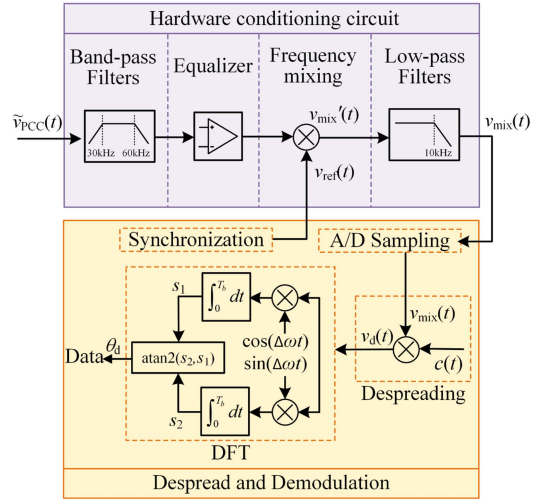 Hardware conditioning circuit
Band-pass Filters
Equalizer
Frequency mixing
Low-pass Filters
ṽPCC(t)
30kHz 60kHz
vmix′(t)
vref(t)
10kHz
vmix(t)
Synchronization
A/D Sampling
s1
∫0^Tb dt
cos(Δωt)
sin(Δωt)
vmix(t)
vd(t)
c(t)
Despreading
Data
θd
atan2(s2,s1)
s2
∫0^Tb dt
DFT
Despread and Demodulation